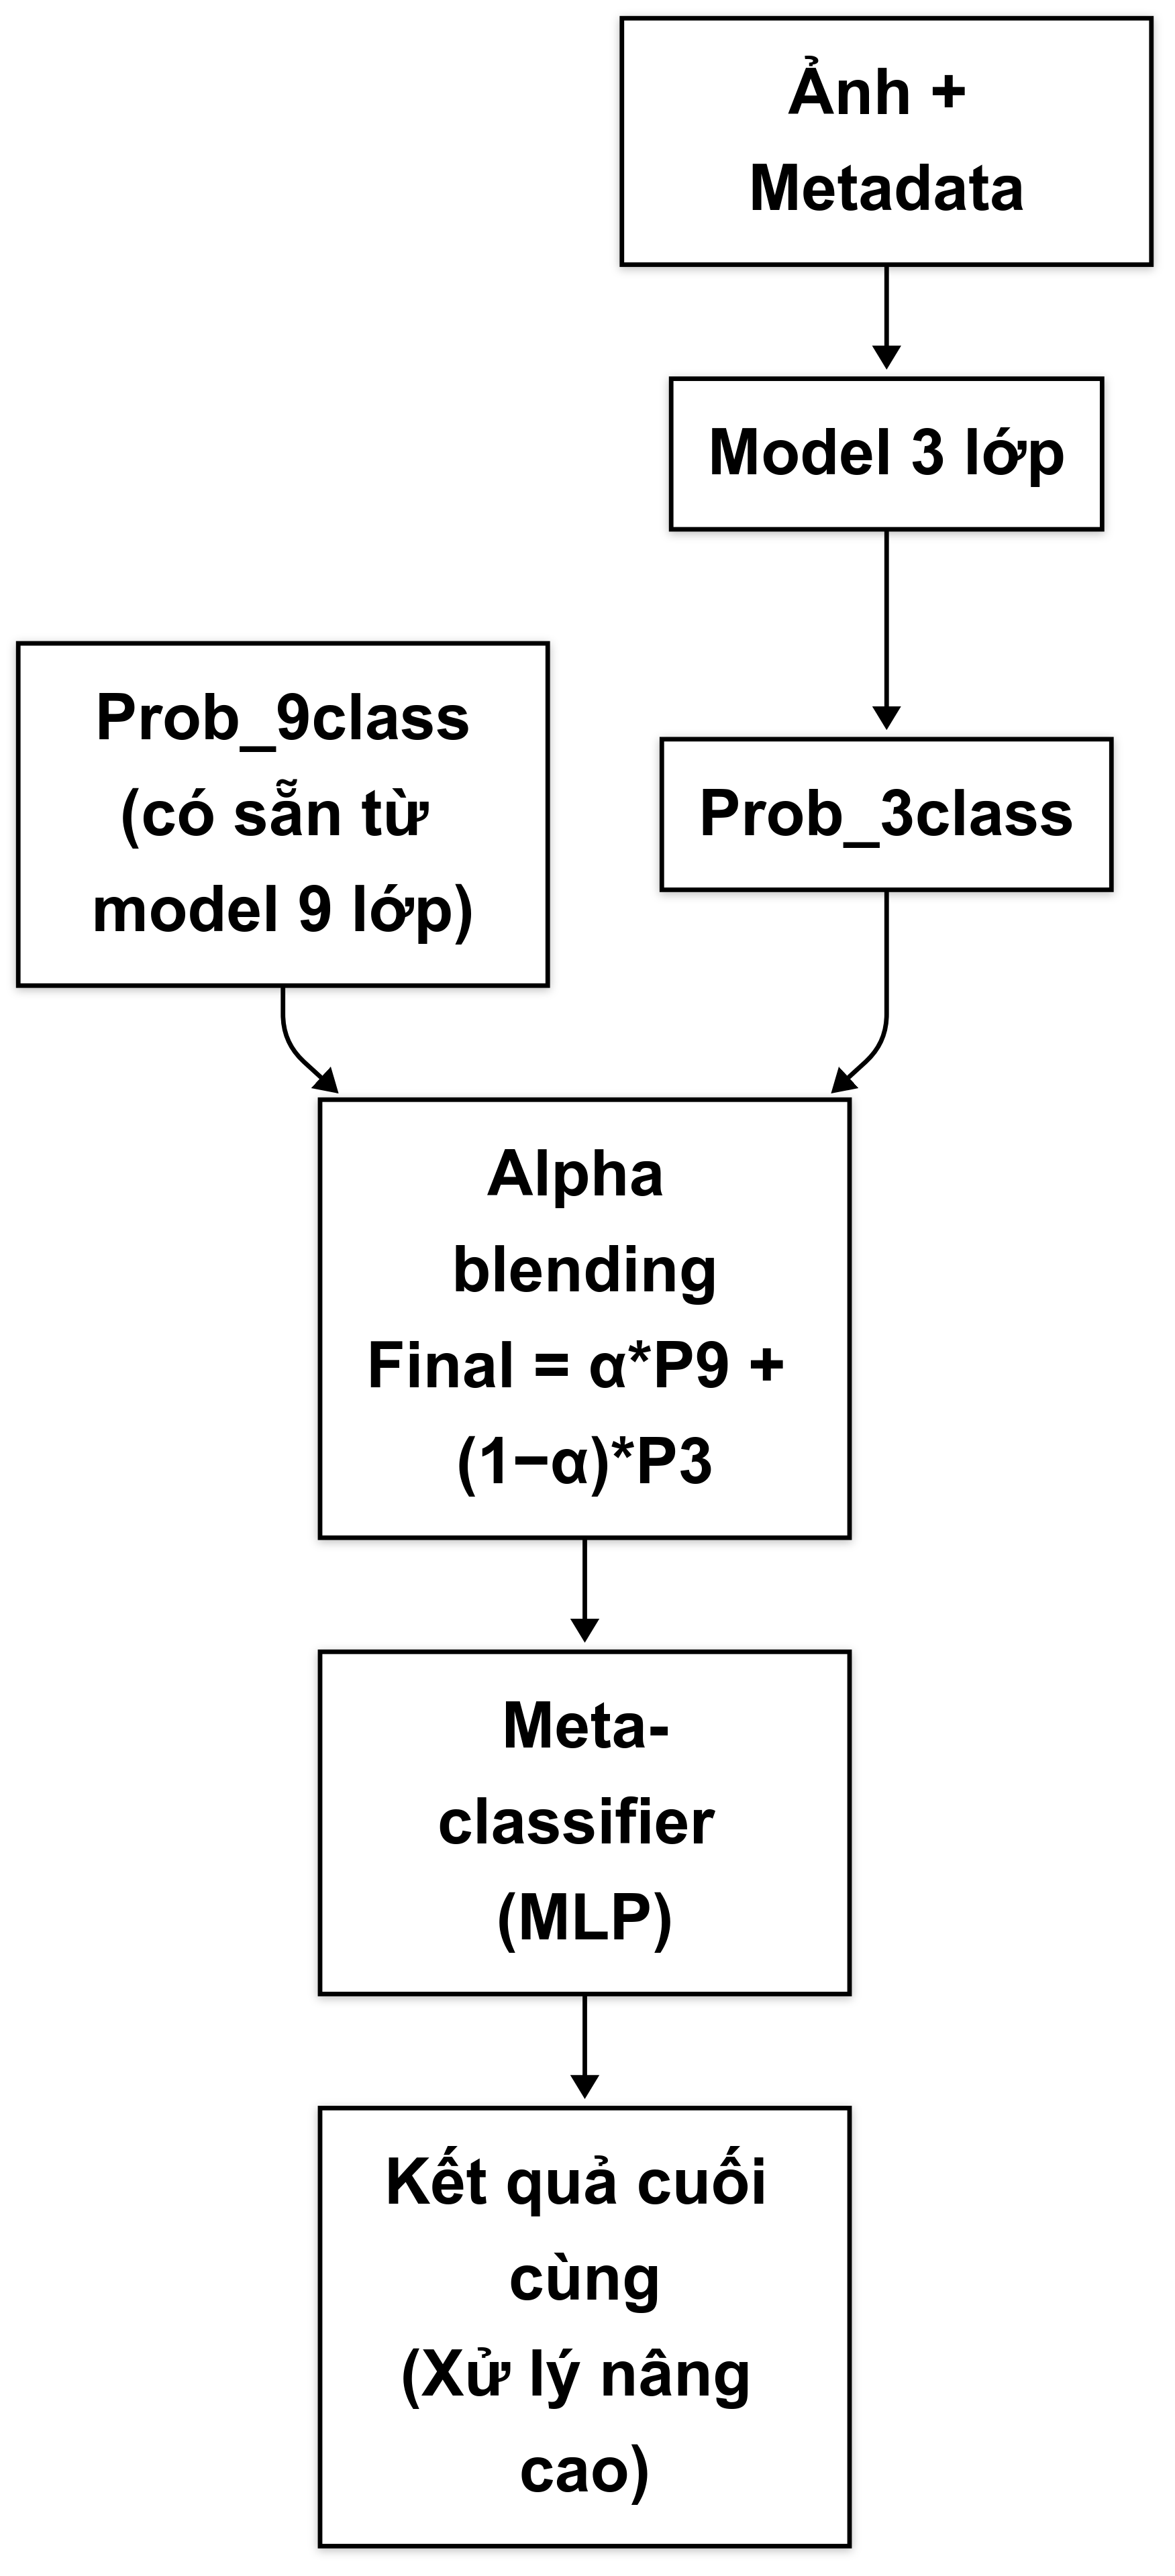 Ảnh +
Metadata
Model 3 lớp
Prob_9class
(có sẵn từ
model 9 lớp)
Prob_3class
Alpha
blending
Final = α*P9 +
(1−α)*P3
Meta-
classifier
(MLP)
Kết quả cuối
cùng
(Xử lý nâng
cao)